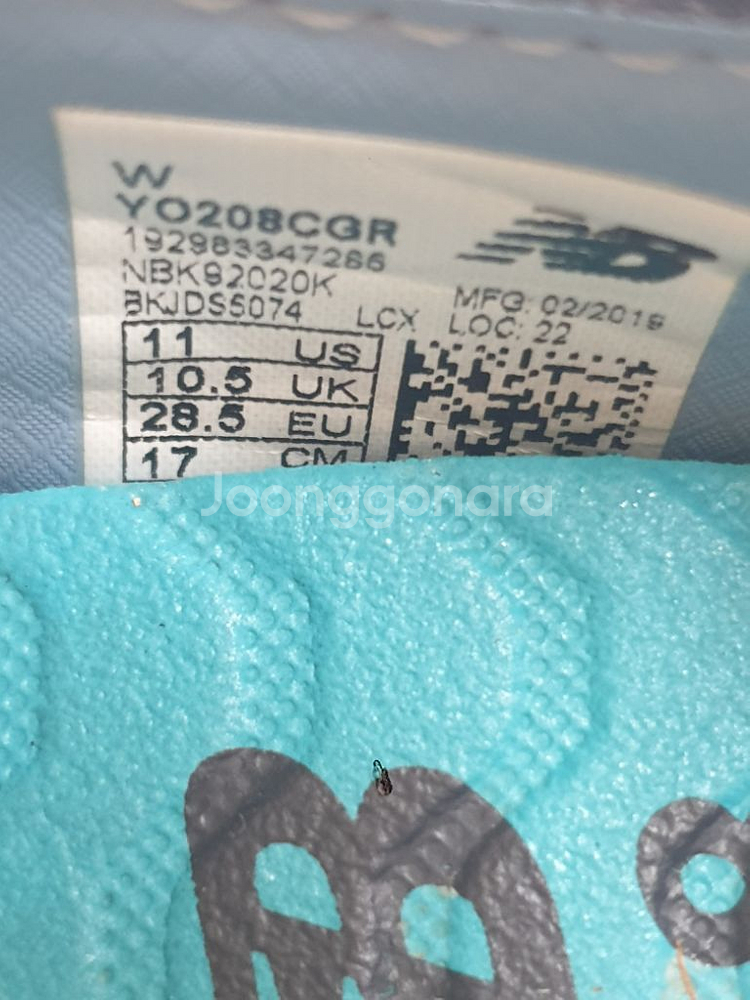 W
YO208CGR
192983347286
NBK92020K
BKJDS5074 LCX
MFG: 02/2019
LOC: 22
11 US
10.5 UK
28.5 EU
17 CM
Joonggonara